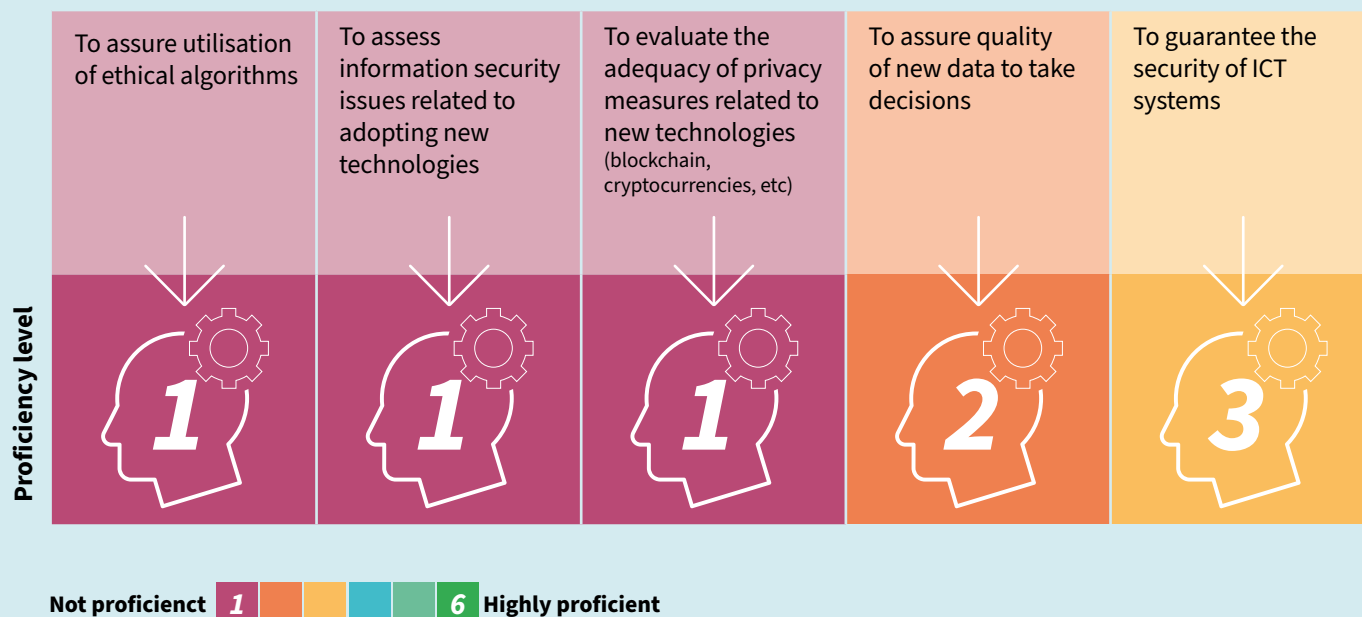 To assure utilisation
of ethical algorithms
To assess
information security
issues related to
adopting new
technologies
To evaluate the
adequacy of privacy
measures related to
new technologies
(blockchain,
cryptocurrencies, etc)
To assure quality
of new data to take
decisions
To guarantee the
security of ICT
systems
Proficiency level
1
1
1
2
3
Not proficienct 1 6 Highly proficient